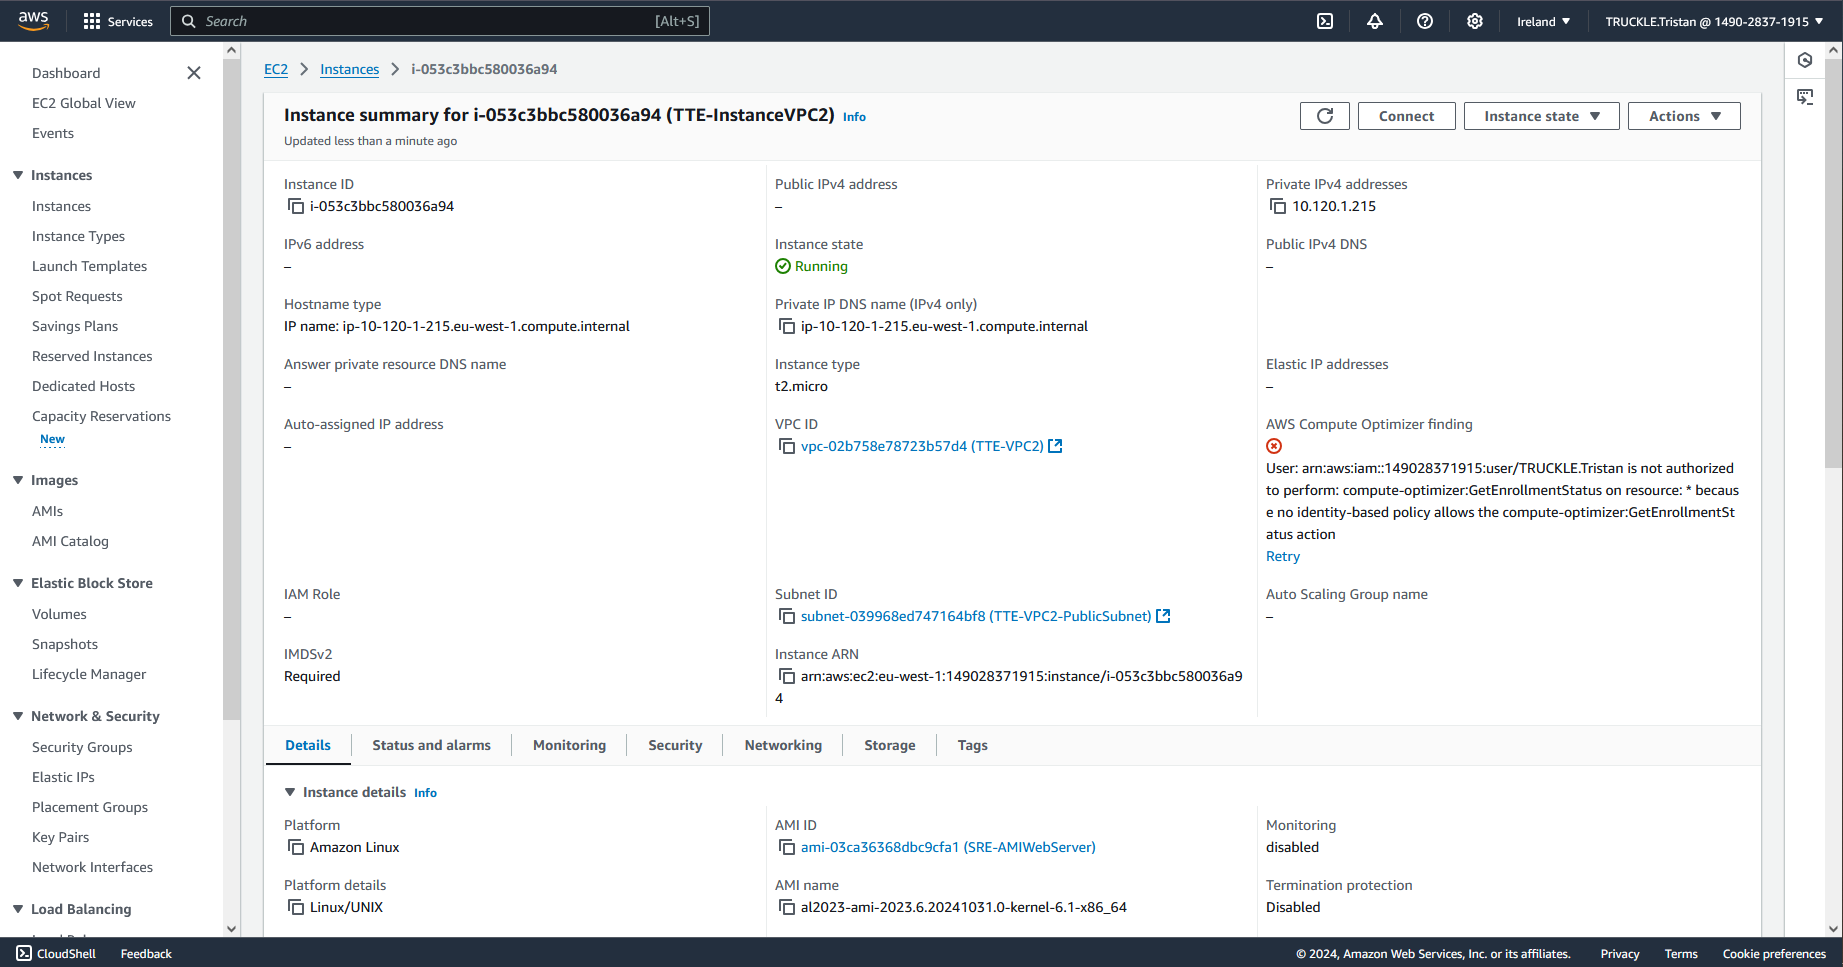 aws
Services
Search
[Alt+S]
Ireland
TRUCKLE.Tristan @ 1490-2837-1915
Dashboard
EC2 Global View
Events
Instances
Instances
Instance Types
Launch Templates
Spot Requests
Savings Plans
Reserved Instances
Dedicated Hosts
Capacity Reservations
New
Images
AMIs
AMI Catalog
Elastic Block Store
Volumes
Snapshots
Lifecycle Manager
Network & Security
Security Groups
Elastic IPs
Placement Groups
Key Pairs
Network Interfaces
Load Balancing
EC2 > Instances > i-053c3bbc580036a94
Instance summary for i-053c3bbc580036a94 (TTE-InstanceVPC2) Info
Updated less than a minute ago
Connect
Instance state
Actions
Instance ID
i-053c3bbc580036a94
Public IPv4 address
–
Private IPv4 addresses
10.120.1.215
IPv6 address
–
Instance state
Running
Public IPv4 DNS
–
Hostname type
IP name: ip-10-120-1-215.eu-west-1.compute.internal
Private IP DNS name (IPv4 only)
ip-10-120-1-215.eu-west-1.compute.internal
Answer private resource DNS name
–
Instance type
t2.micro
Elastic IP addresses
–
Auto-assigned IP address
–
VPC ID
vpc-02b758e78723b57d4 (TTE-VPC2)
AWS Compute Optimizer finding
User: arn:aws:iam::149028371915:user/TRUCKLE.Tristan is not authorized
to perform: compute-optimizer:GetEnrollmentStatus on resource: * becaus
e no identity-based policy allows the compute-optimizer:GetEnrollmentSt
atus action
Retry
IAM Role
–
Subnet ID
subnet-039968ed747164bf8 (TTE-VPC2-PublicSubnet)
Auto Scaling Group name
–
IMDSv2
Required
Instance ARN
arn:aws:ec2:eu-west-1:149028371915:instance/i-053c3bbc580036a9
4
Details
Status and alarms
Monitoring
Security
Networking
Storage
Tags
Instance details Info
Platform
Amazon Linux
AMI ID
ami-03ca36368dbc9cfa1 (SRE-AMIWebServer)
Monitoring
disabled
Platform details
Linux/UNIX
AMI name
al2023-ami-2023.6.20241031.0-kernel-6.1-x86_64
Termination protection
Disabled
CloudShell
Feedback
© 2024, Amazon Web Services, Inc. or its affiliates.
Privacy
Terms
Cookie preferences